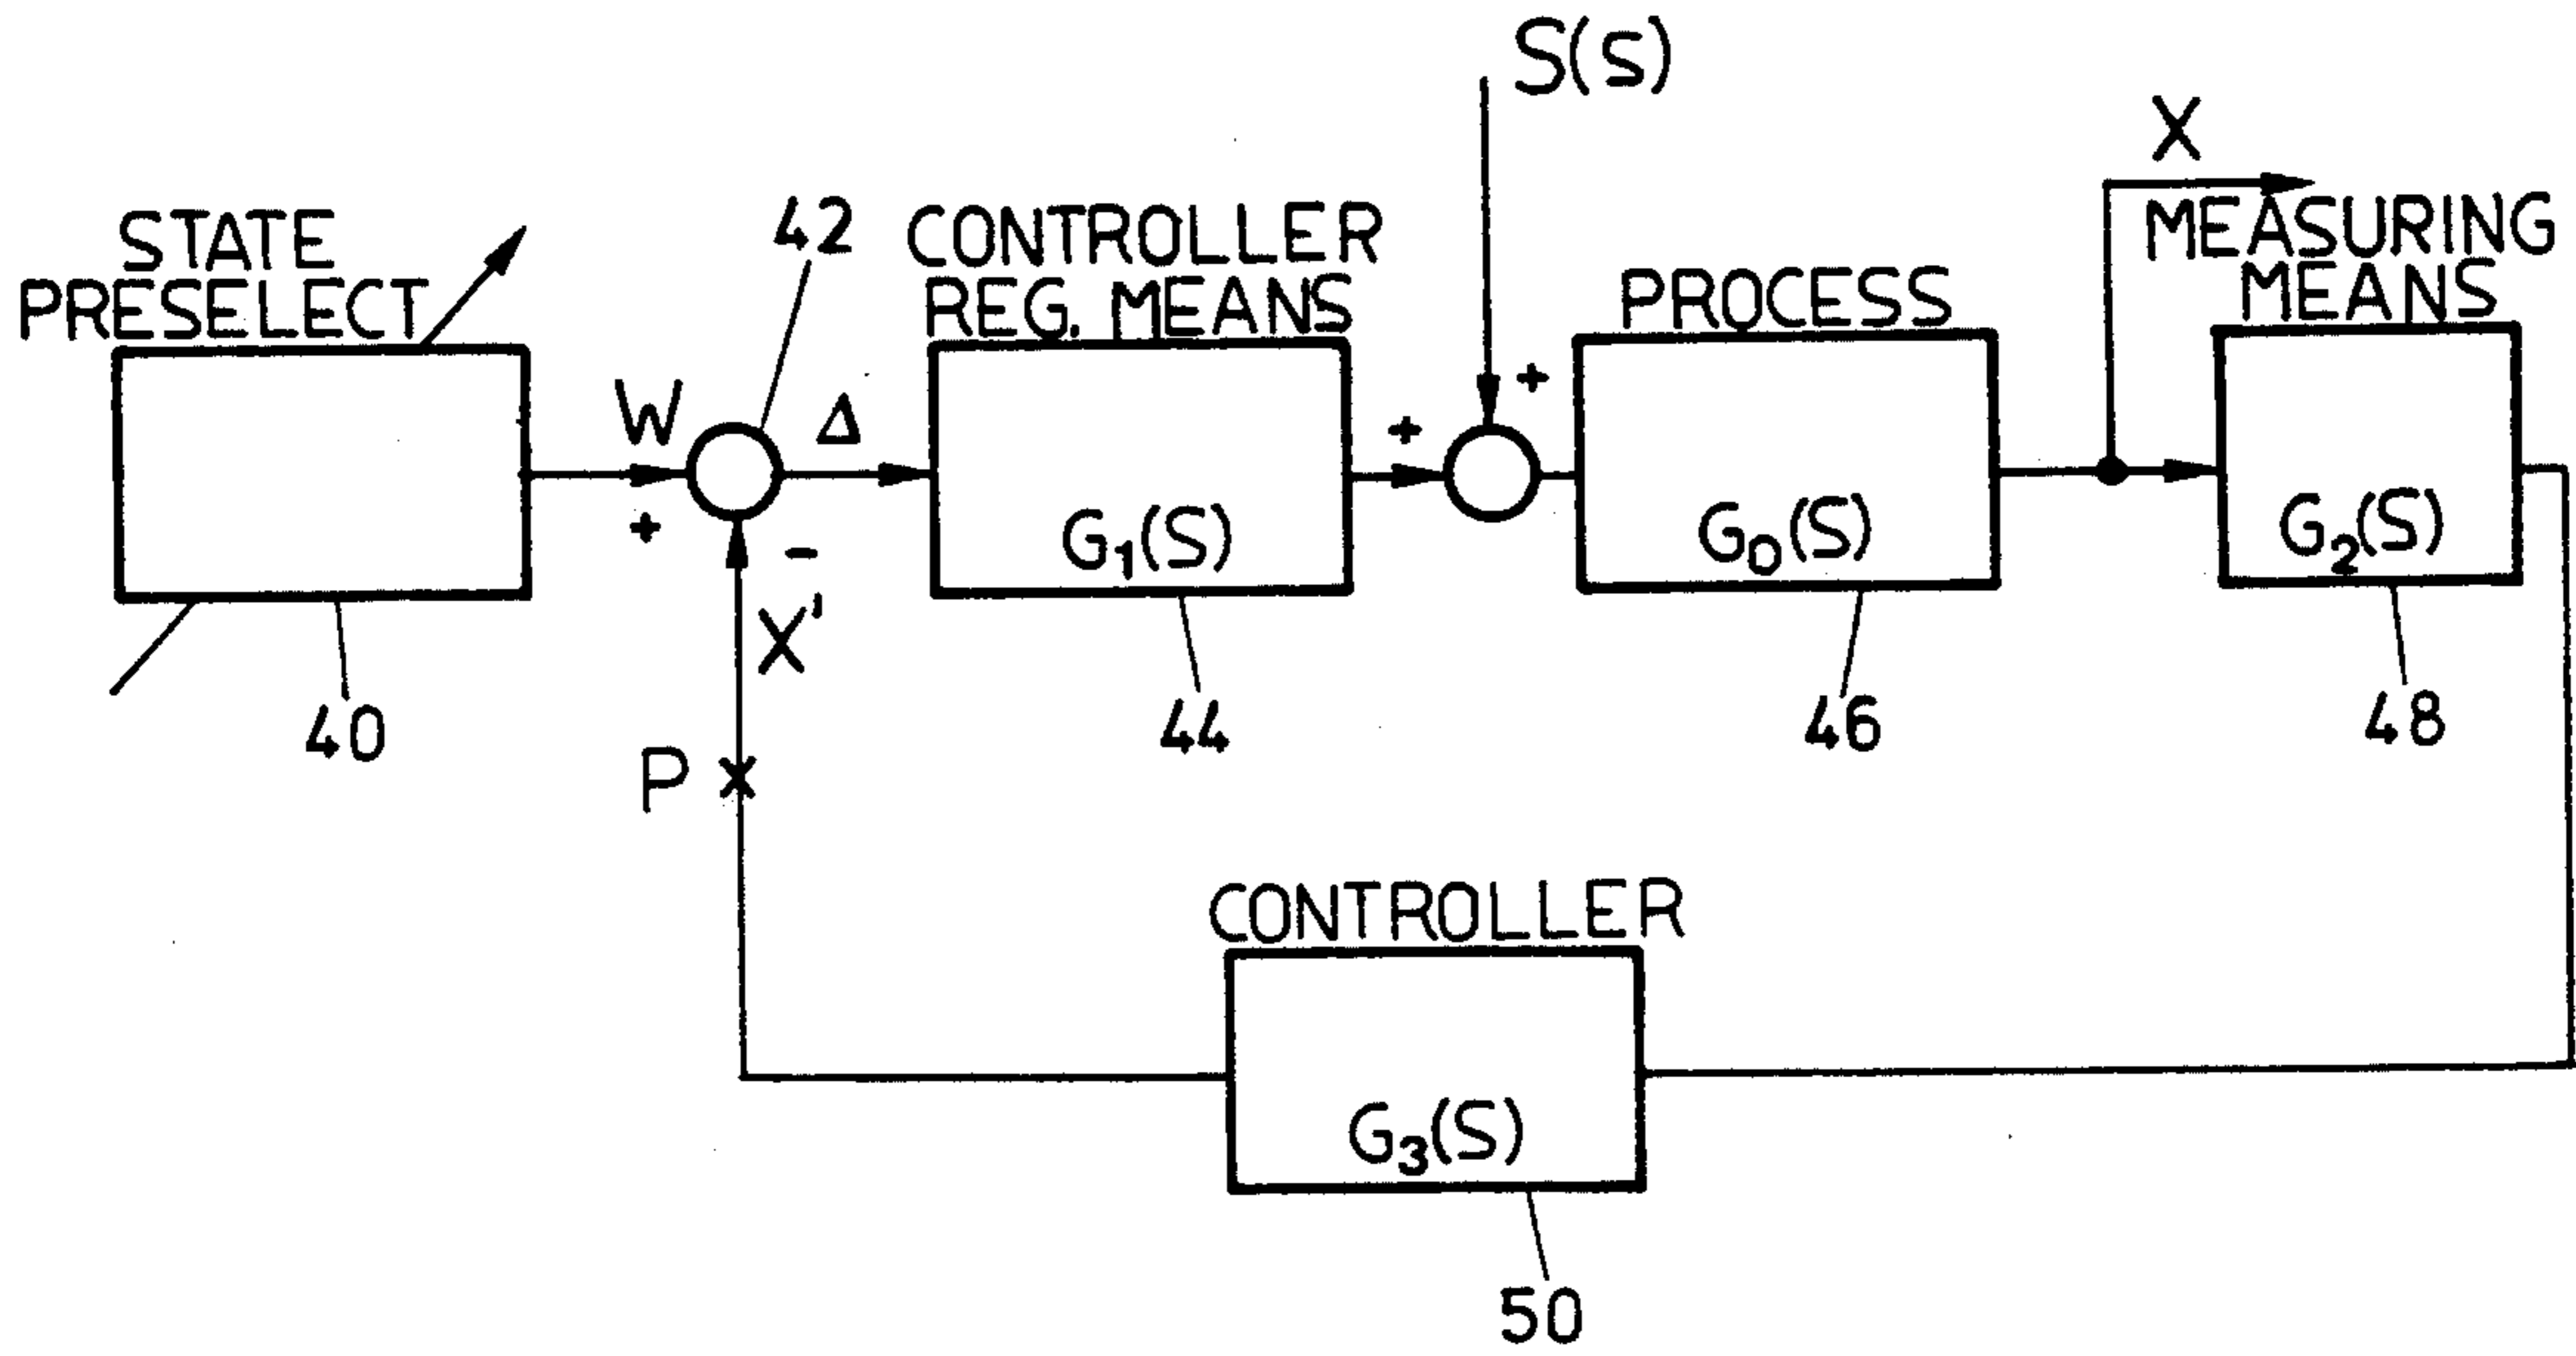 S(s)
X
STATE
PRESELECT
42
CONTROLLER
REG. MEANS
PROCESS
MEASURING
MEANS
W
+
-
Δ
+
+
G₁(S)
G₀(S)
G₂(S)
X'
40
44
46
48
P
CONTROLLER
G₃(S)
50